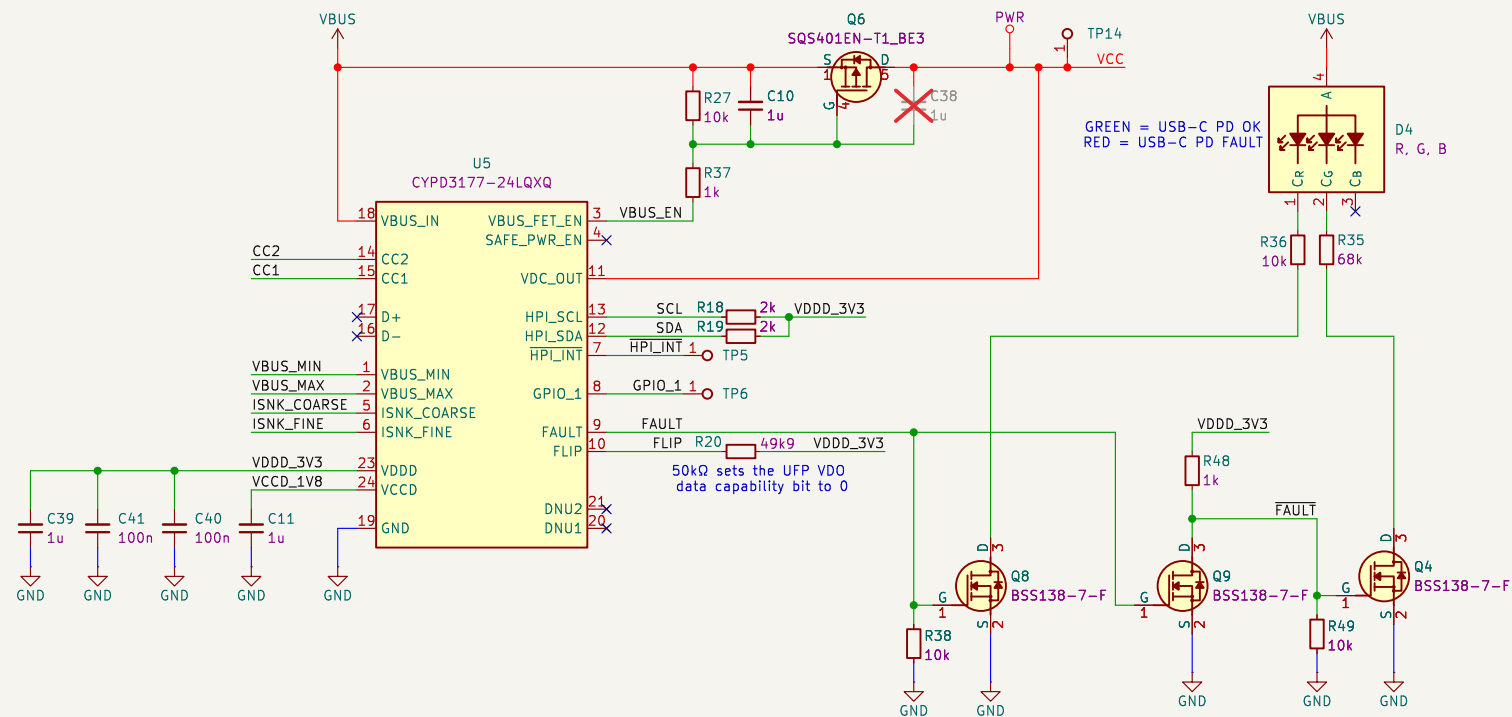 VBUS
Q6
SQS401EN-T1_BE3
S
1
D
5
G
4
PWR
1
TP14
VCC
VBUS
R27
10k
C10
1u
C38
1u
R37
1k
VBUS_EN
4
A
CR
CG
CB
1
2
3
D4
R, G, B
GREEN = USB-C PD OK
RED = USB-C PD FAULT
R36
10k
R35
68k
U5
CYPD3177-24LQXQ
18
VBUS_IN
CC2
14
CC2
CC1
15
CC1
17
D+
16
D-
VBUS_MIN
1
VBUS_MIN
VBUS_MAX
2
VBUS_MAX
ISNK_COARSE
5
ISNK_COARSE
ISNK_FINE
6
ISNK_FINE
VDDD_3V3
23
VDDD
VCCD_1V8
24
VCCD
19
GND
VBUS_FET_EN
3
SAFE_PWR_EN
4
VDC_OUT
11
HPI_SCL
13
SCL
R18
2k
VDDD_3V3
HPI_SDA
12
SDA
R19
2k
HPI_INT
7
HPI_INT
1
TP5
GPIO_1
8
GPIO_1
1
TP6
FAULT
9
FAULT
FLIP
10
FLIP
R20
49k9
VDDD_3V3
50kΩ sets the UFP VDO
data capability bit to 0
DNU2
21
DNU1
20
C39
1u
C41
100n
C40
100n
C11
1u
GND
GND
GND
GND
GND
D
3
G
1
S
2
Q8
BSS138-7-F
R38
10k
GND
GND
VDDD_3V3
R48
1k
FAULT
D
3
G
1
S
2
Q9
BSS138-7-F
GND
D
3
G
1
S
2
Q4
BSS138-7-F
R49
10k
GND
GND